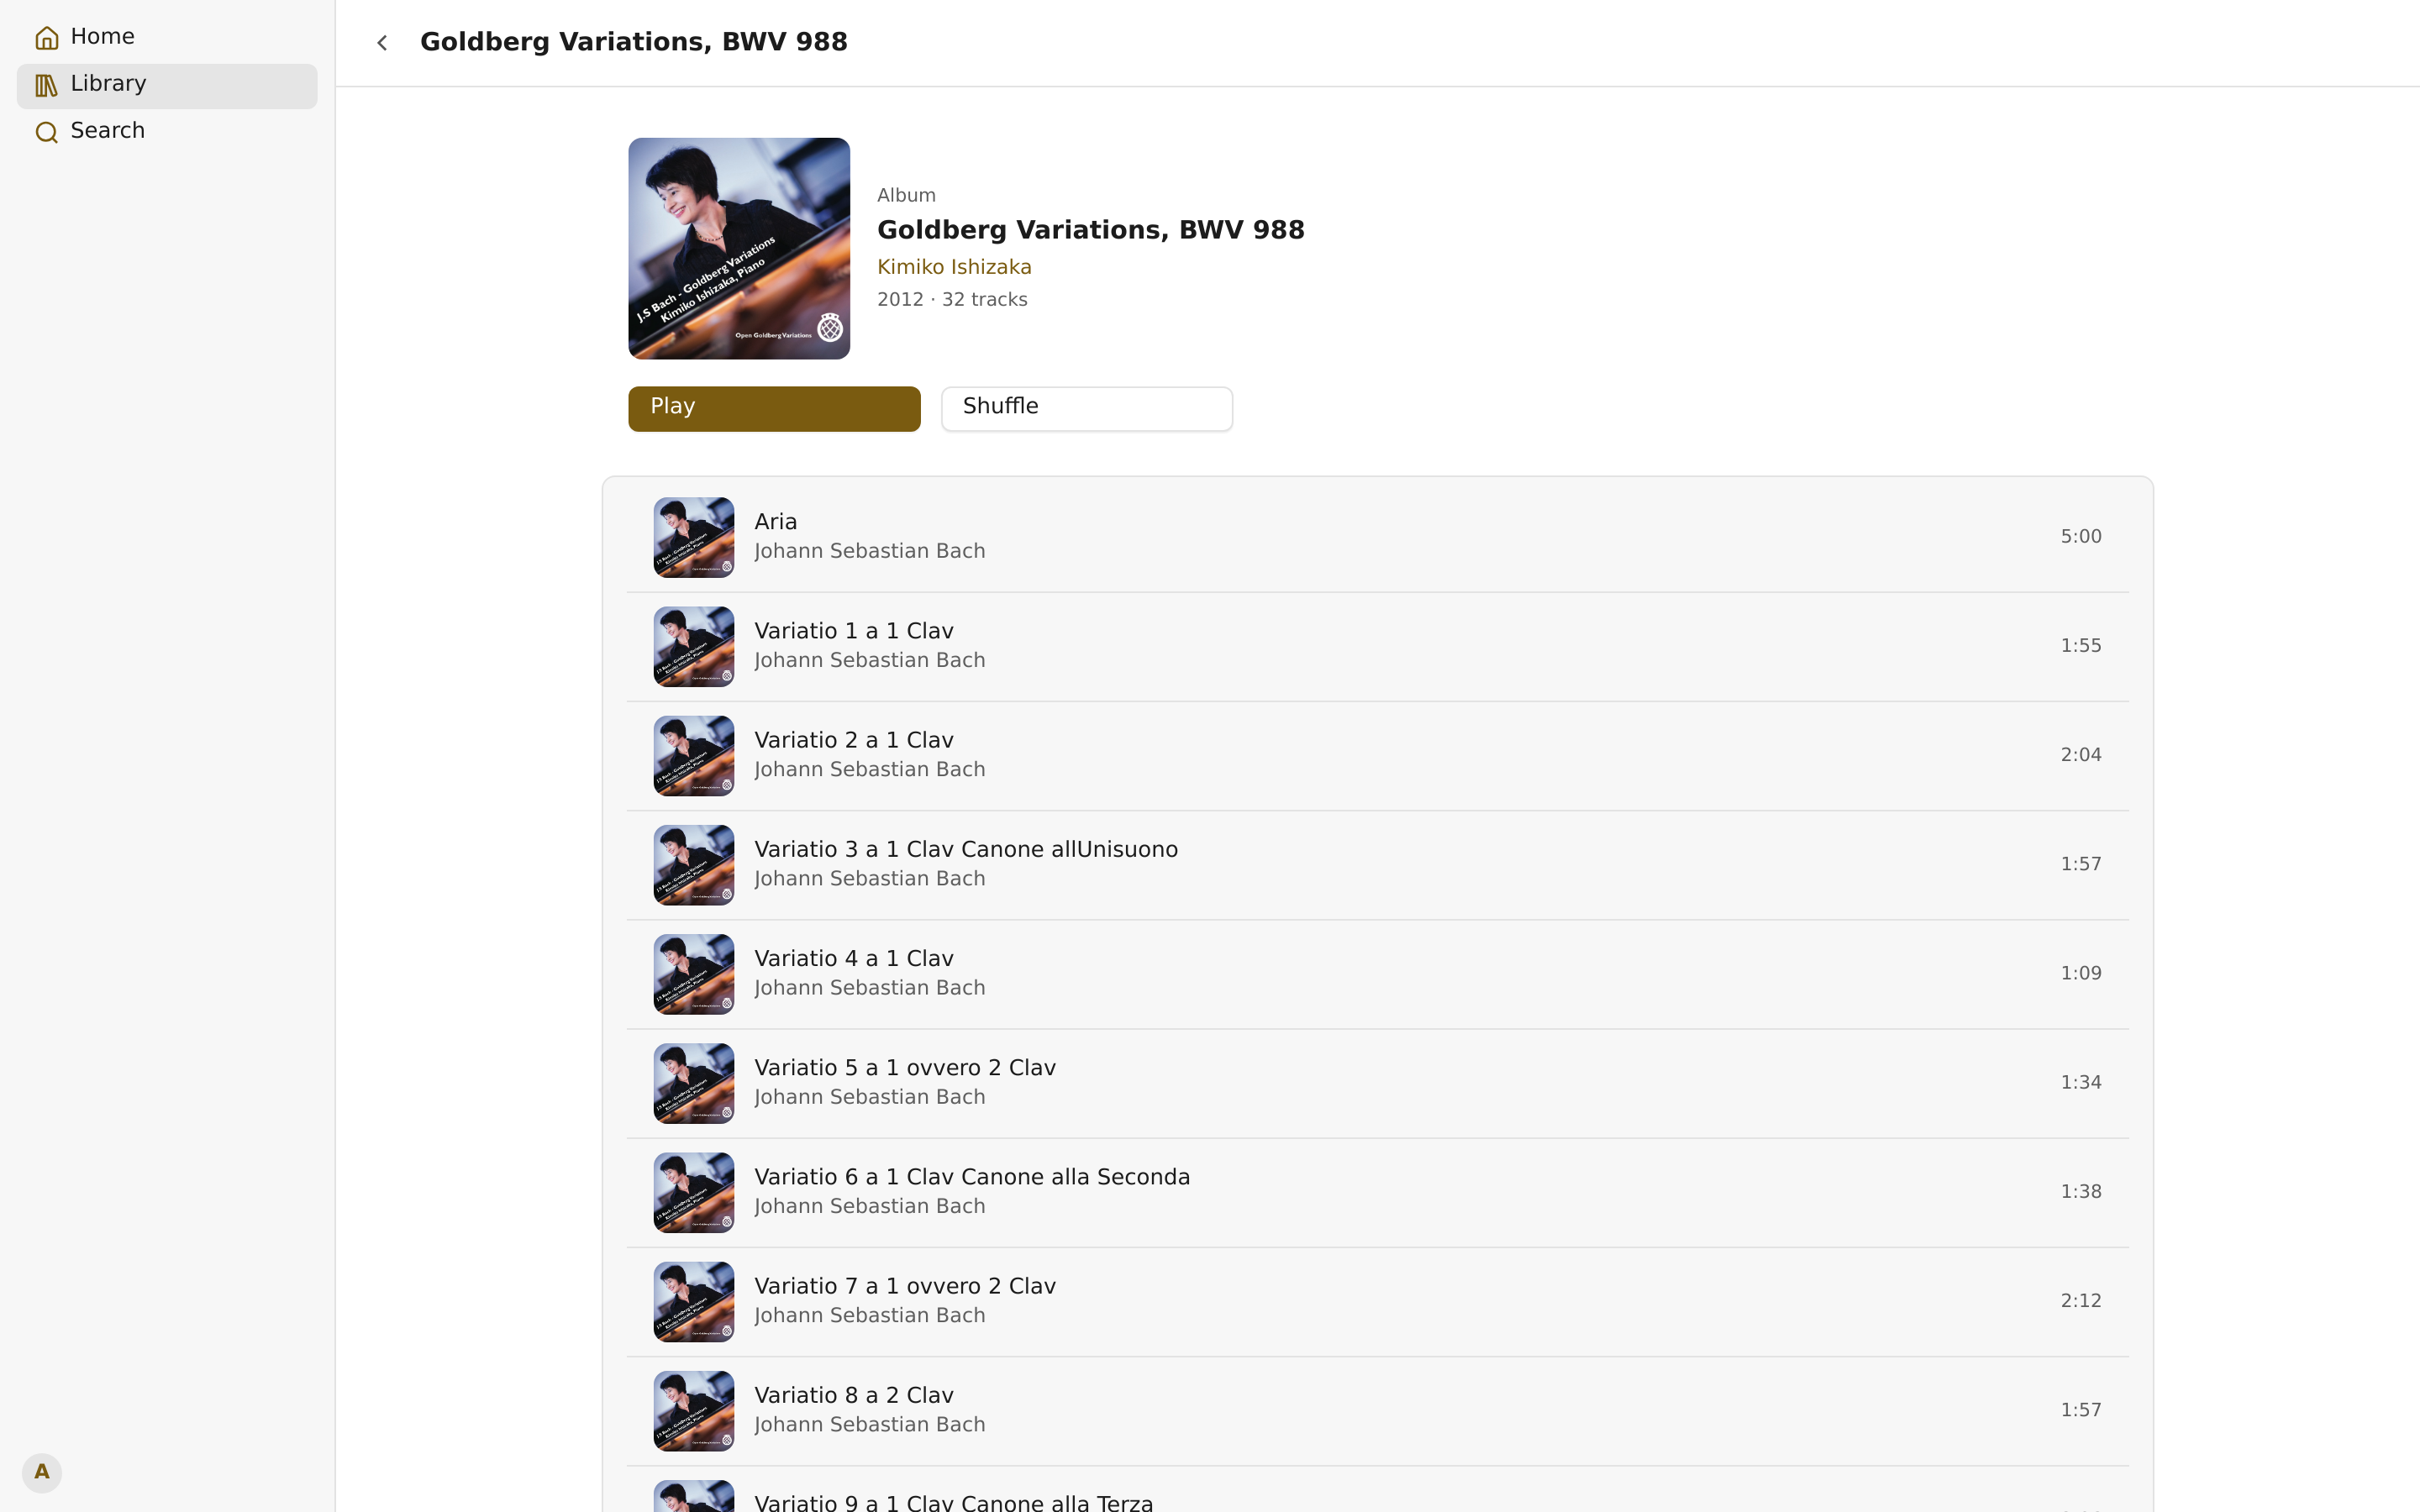 Home
Library
Search
A
Goldberg Variations, BWV 988
J.S Bach - Goldberg Variations
Kimiko Ishizaka, Piano
Open Goldberg Variations
Album
Goldberg Variations, BWV 988
Kimiko Ishizaka
2012 · 32 tracks
Play
Shuffle
Aria
Johann Sebastian Bach
5:00
Variatio 1 a 1 Clav
Johann Sebastian Bach
1:55
Variatio 2 a 1 Clav
Johann Sebastian Bach
2:04
Variatio 3 a 1 Clav Canone allUnisuono
Johann Sebastian Bach
1:57
Variatio 4 a 1 Clav
Johann Sebastian Bach
1:09
Variatio 5 a 1 ovvero 2 Clav
Johann Sebastian Bach
1:34
Variatio 6 a 1 Clav Canone alla Seconda
Johann Sebastian Bach
1:38
Variatio 7 a 1 ovvero 2 Clav
Johann Sebastian Bach
2:12
Variatio 8 a 2 Clav
Johann Sebastian Bach
1:57
Variatio 9 a 1 Clav Canone alla Terza